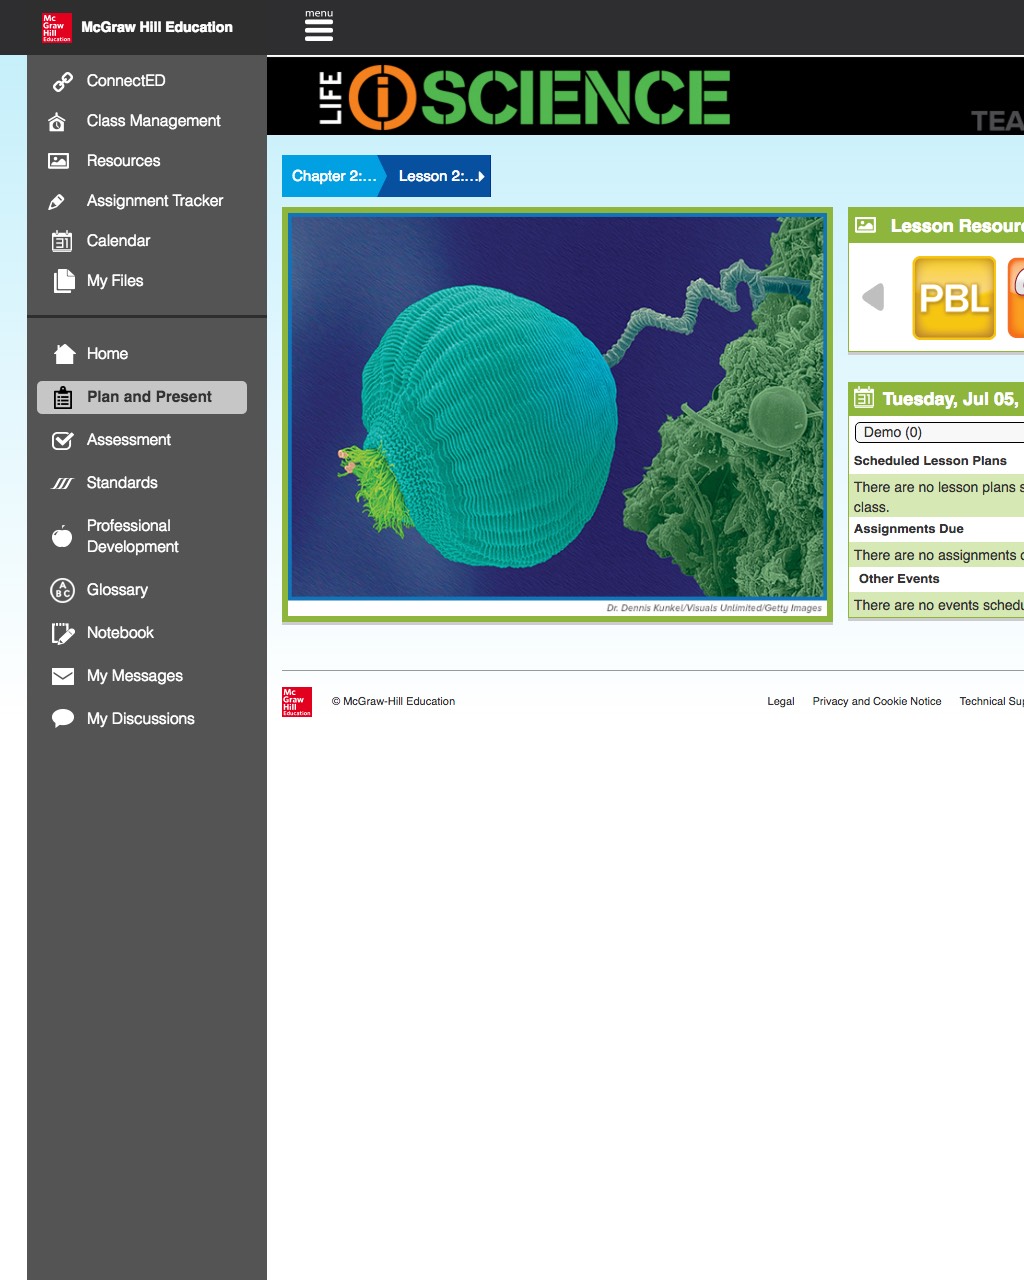 Mc
Graw
Hill
Education
McGraw Hill Education
menu
ConnectED
Class Management
Resources
Assignment Tracker
31
Calendar
My Files
Home
Plan and Present
Assessment
Standards
Professional
Development
A
B C
Glossary
Notebook
My Messages
My Discussions
LIFE iSCIENCE
TEA
Chapter 2:...
Lesson 2:...
Dr. Dennis Kunkel/Visuals Unlimited/Getty Images
Lesson Resour
PBL
31
Tuesday, Jul 05,
Demo (0)
Scheduled Lesson Plans
There are no lesson plans s
class.
Assignments Due
There are no assignments d
Other Events
There are no events schedu
Mc
Graw
Hill
Education
© McGraw-Hill Education
Legal
Privacy and Cookie Notice
Technical Sup